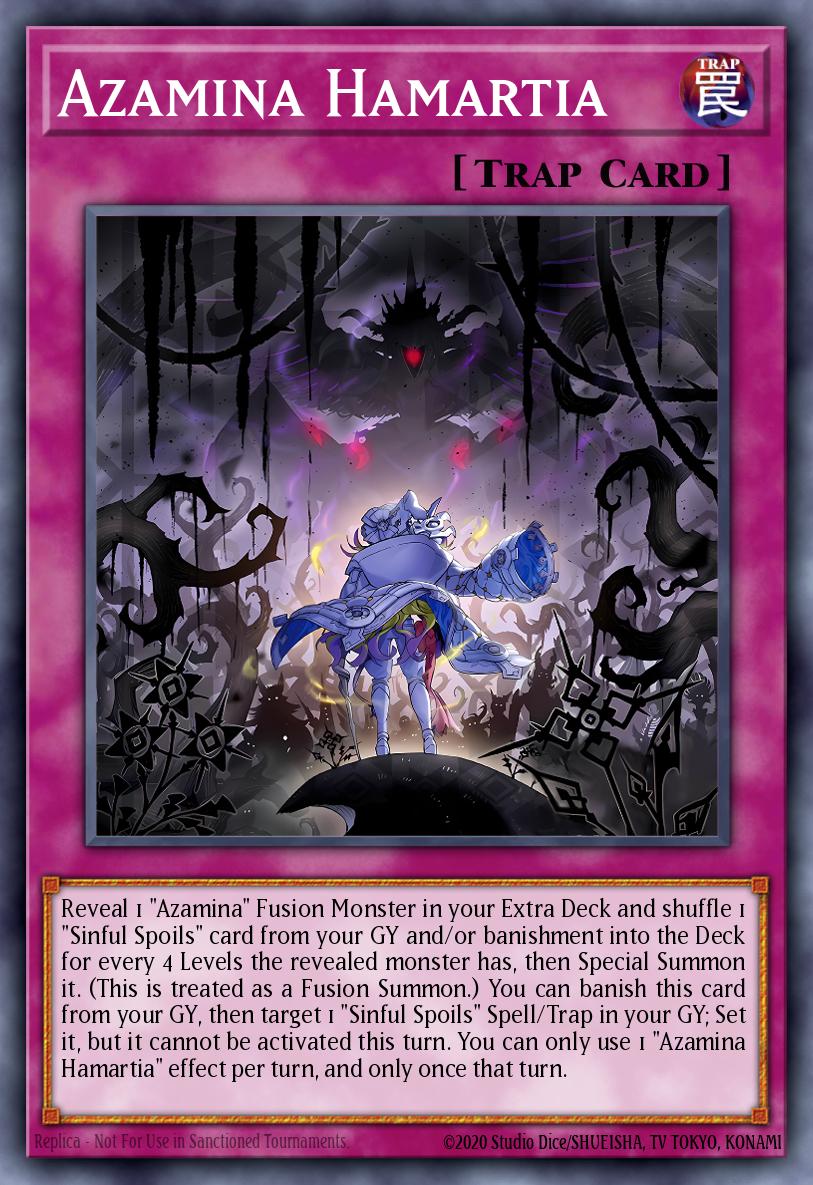 Azamina Hamartia
TRAP
罠
[Trap Card]
Reveal 1 "Azamina" Fusion Monster in your Extra Deck and shuffle 1
"Sinful Spoils" card from your GY and/or banishment into the Deck
for every 4 Levels the revealed monster has, then Special Summon
it. (This is treated as a Fusion Summon.) You can banish this card
from your GY, then target 1 "Sinful Spoils" Spell/Trap in your GY; Set
it, but it cannot be activated this turn. You can only use 1 "Azamina
Hamartia" effect per turn, and only once that turn.
Replica - Not For Use in Sanctioned Tournaments.
©2020 Studio Dice/SHUEISHA, TV TOKYO, KONAMI